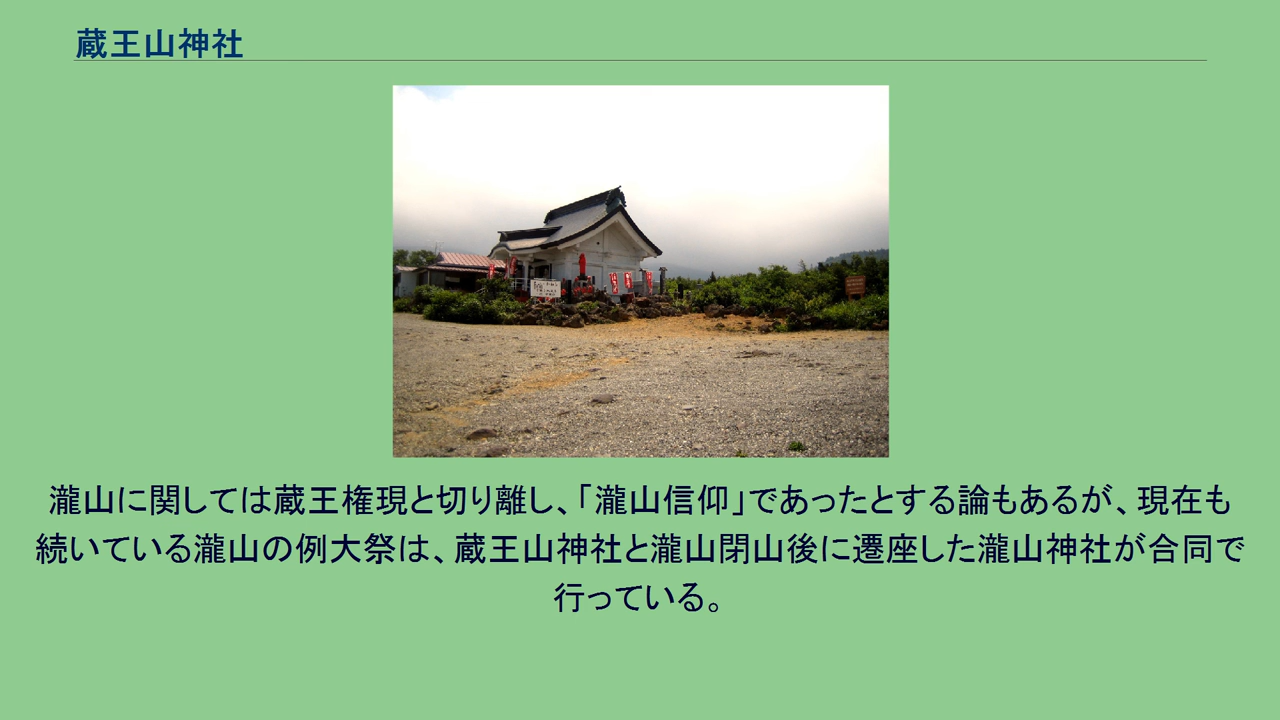 蔵王山神社
瀧山に関しては蔵王権現と切り離し、「瀧山信仰」であったとする論もあるが、現在も
続いている瀧山の例大祭は、蔵王山神社と瀧山閉山後に遷座した瀧山神社が合同で
行っている。